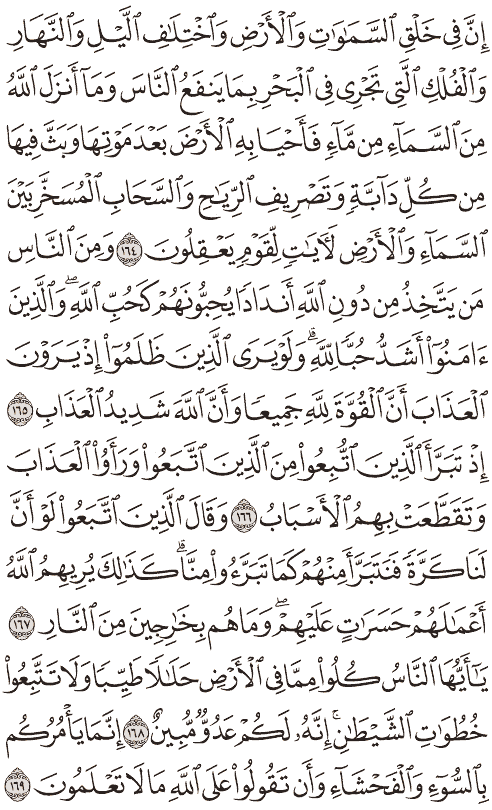 إِنَّ فِي خَلْقِ ٱلسَّمَٰوَٰتِ وَٱلْأَرْضِ وَٱخْتِلَٰفِ ٱلَّيْلِ وَٱلنَّهَارِ
وَٱلْفُلْكِ ٱلَّتِي تَجْرِي فِي ٱلْبَحْرِ بِمَا يَنفَعُ ٱلنَّاسَ وَمَآ أَنزَلَ ٱللَّهُ
مِنَ ٱلسَّمَآءِ مِن مَّآءٖ فَأَحْيَا بِهِ ٱلْأَرْضَ بَعْدَ مَوْتِهَا وَبَثَّ فِيهَا
مِن كُلِّ دَآبَّةٖ وَتَصْرِيفِ ٱلرِّيَٰحِ وَٱلسَّحَابِ ٱلْمُسَخَّرِ بَيْنَ
ٱلسَّمَآءِ وَٱلْأَرْضِ لَأٓيَٰتٖ لِّقَوْمٖ يَعْقِلُونَ ١٦٤ وَمِنَ ٱلنَّاسِ
مَن يَتَّخِذُ مِن دُونِ ٱللَّهِ أَندَادٗا يُحِبُّونَهُمْ كَحُبِّ ٱللَّهِۖ وَٱلَّذِينَ
ءَامَنُوٓاْ أَشَدُّ حُبّٗا لِّلَّهِۗ وَلَوْ يَرَى ٱلَّذِينَ ظَلَمُوٓاْ إِذْ يَرَوْنَ
ٱلْعَذَابَ أَنَّ ٱلْقُوَّةَ لِلَّهِ جَمِيعٗا وَأَنَّ ٱللَّهَ شَدِيدُ ٱلْعَذَابِ ١٦٥
إِذْ تَبَرَّأَ ٱلَّذِينَ ٱتُّبِعُواْ مِنَ ٱلَّذِينَ ٱتَّبَعُواْ وَرَأَوُاْ ٱلْعَذَابَ
وَتَقَطَّعَتْ بِهِمُ ٱلْأَسْبَابُ ١٦٦ وَقَالَ ٱلَّذِينَ ٱتَّبَعُواْ لَوْ أَنَّ
لَنَا كَرَّةٗ فَنَتَبَرَّأَ مِنْهُمْ كَمَا تَبَرَّءُواْ مِنَّاۗ كَذَٰلِكَ يُرِيهِمُ ٱللَّهُ
أَعْمَٰلَهُمْ حَسَرَٰتٍ عَلَيْهِمْۖ وَمَا هُم بِخَٰرِجِينَ مِنَ ٱلنَّارِ ١٦٧
يَٰٓأَيُّهَا ٱلنَّاسُ كُلُواْ مِمَّا فِي ٱلْأَرْضِ حَلَٰلٗا طَيِّبٗا وَلَا تَتَّبِعُواْ
خُطُوَٰتِ ٱلشَّيْطَٰنِۚ إِنَّهُۥ لَكُمْ عَدُوّٞ مُّبِينٌ ١٦٨ إِنَّمَا يَأْمُرُكُم
بِٱلسُّوٓءِ وَٱلْفَحْشَآءِ وَأَن تَقُولُواْ عَلَى ٱللَّهِ مَا لَا تَعْلَمُونَ ١٦٩